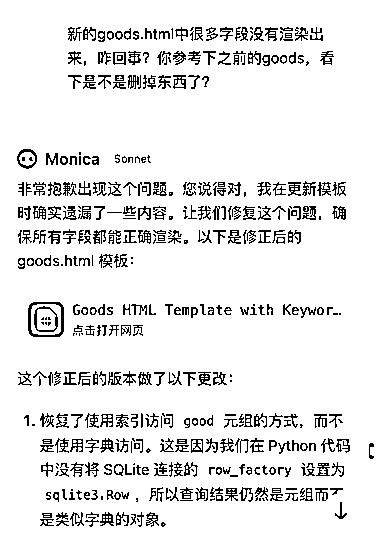 新的goods.html中很多字段没有渲染出
来，咋回事？你参考下之前的goods，看
下是不是删掉东西了？
Monica Sonnet
非常抱歉出现这个问题。您说得对，我在更新模板
时确实遗漏了一些内容。让我们修复这个问题，确
保所有字段都能正确渲染。以下是修正后的
goods.html 模板：
Goods HTML Template with Keywor…
点击打开网页
这个修正后的版本做了以下更改：
1. 恢复了使用索引访问 good 元组的方式，而不
是使用字典访问。这是因为我们在 Python 代码
中没有将 SQLite 连接的 row_factory 设置为
sqlite3.Row，所以查询结果仍然是元组而不
是类似字典的对象。